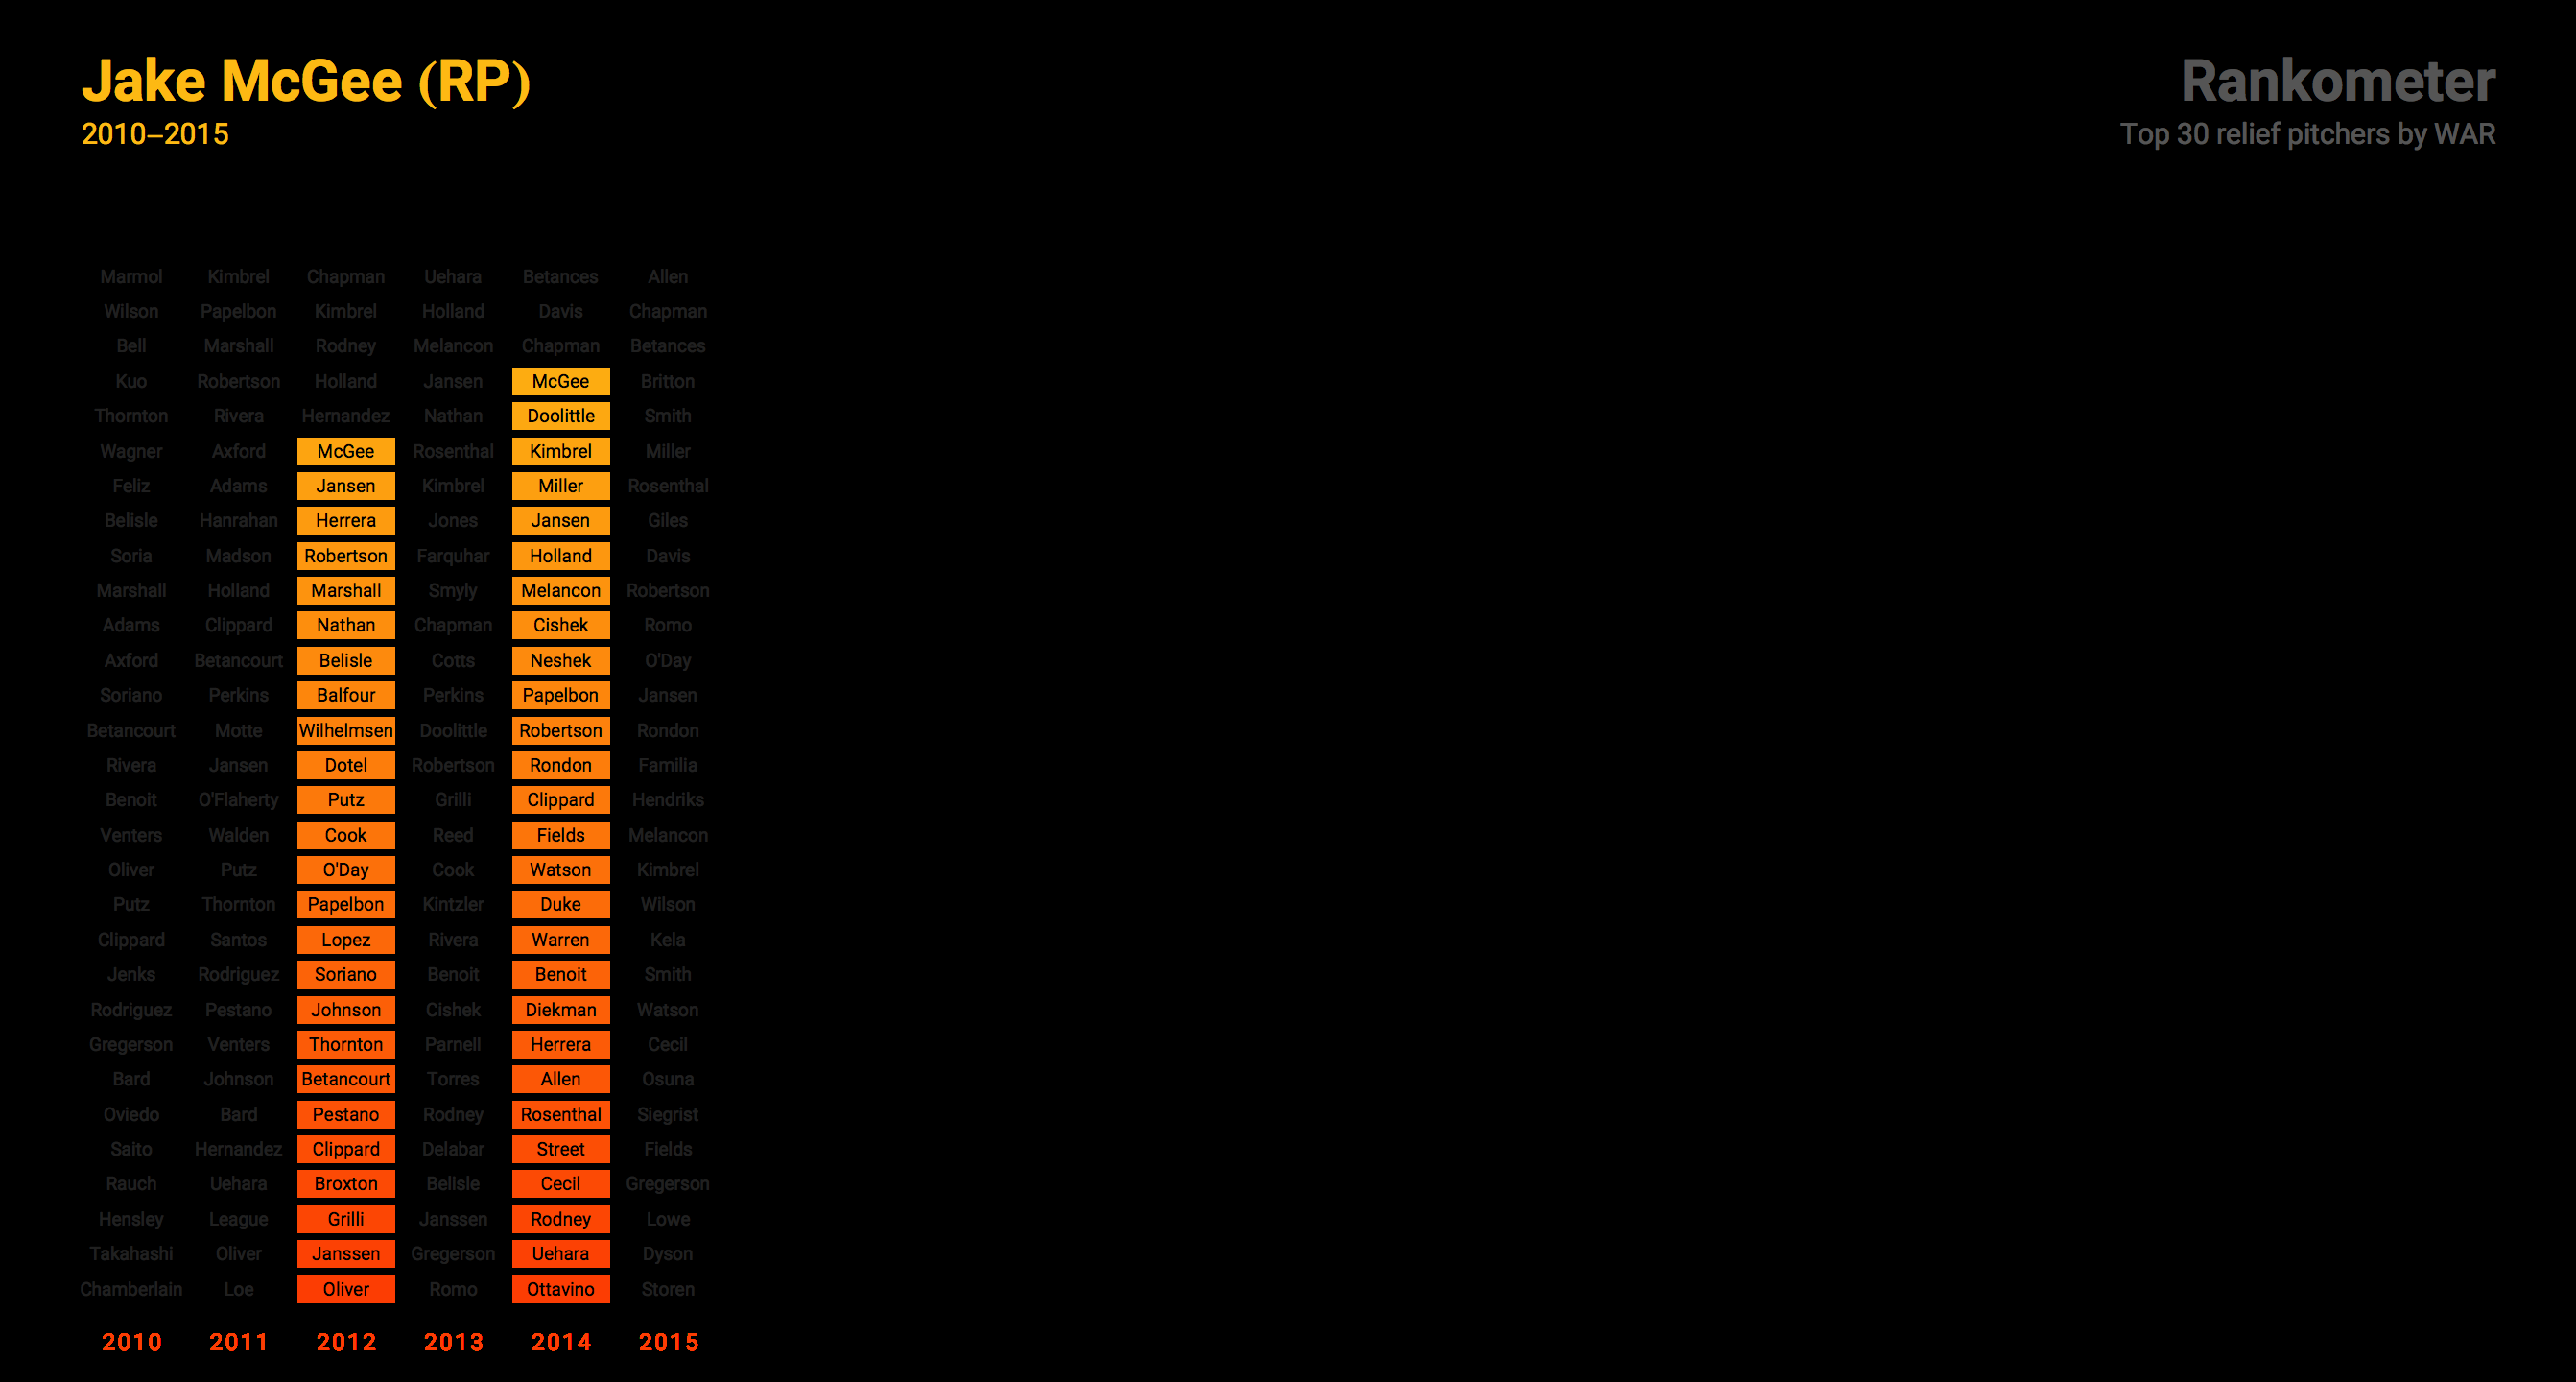 Jake McGee (RP)
2010–2015
Rankometer
Top 30 relief pitchers by WAR
Marmol Kimbrel Chapman Uehara Betances Allen
Wilson Papelbon Kimbrel Holland Davis Chapman
Bell Marshall Rodney Melancon Chapman Betances
Kuo Robertson Holland Jansen McGee Britton
Thornton Rivera Hernandez Nathan Doolittle Smith
Wagner Axford McGee Rosenthal Kimbrel Miller
Feliz Adams Jansen Kimbrel Miller Rosenthal
Belisle Hanrahan Herrera Jones Jansen Giles
Soria Madson Robertson Farquhar Holland Davis
Marshall Holland Marshall Smyly Melancon Robertson
Adams Clippard Nathan Chapman Cishek Romo
Axford Betancourt Belisle Cotts Neshek O'Day
Soriano Perkins Balfour Perkins Papelbon Jansen
Betancourt Motte Wilhelmsen Doolittle Robertson Rondon
Rivera Jansen Dotel Robertson Rondon Familia
Benoit O'Flaherty Putz Grilli Clippard Hendriks
Venters Walden Cook Reed Fields Melancon
Oliver Putz O'Day Cook Watson Kimbrel
Putz Thornton Papelbon Kintzler Duke Wilson
Clippard Santos Lopez Rivera Warren Kela
Jenks Rodriguez Soriano Benoit Benoit Smith
Rodriguez Pestano Johnson Cishek Diekman Watson
Gregerson Venters Thornton Parnell Herrera Cecil
Bard Johnson Betancourt Torres Allen Osuna
Oviedo Bard Pestano Rodney Rosenthal Siegrist
Saito Hernandez Clippard Delabar Street Fields
Rauch Uehara Broxton Belisle Cecil Gregerson
Hensley League Grilli Janssen Rodney Lowe
Takahashi Oliver Janssen Gregerson Uehara Dyson
Chamberlain Loe Oliver Romo Ottavino Storen
2010 2011 2012 2013 2014 2015